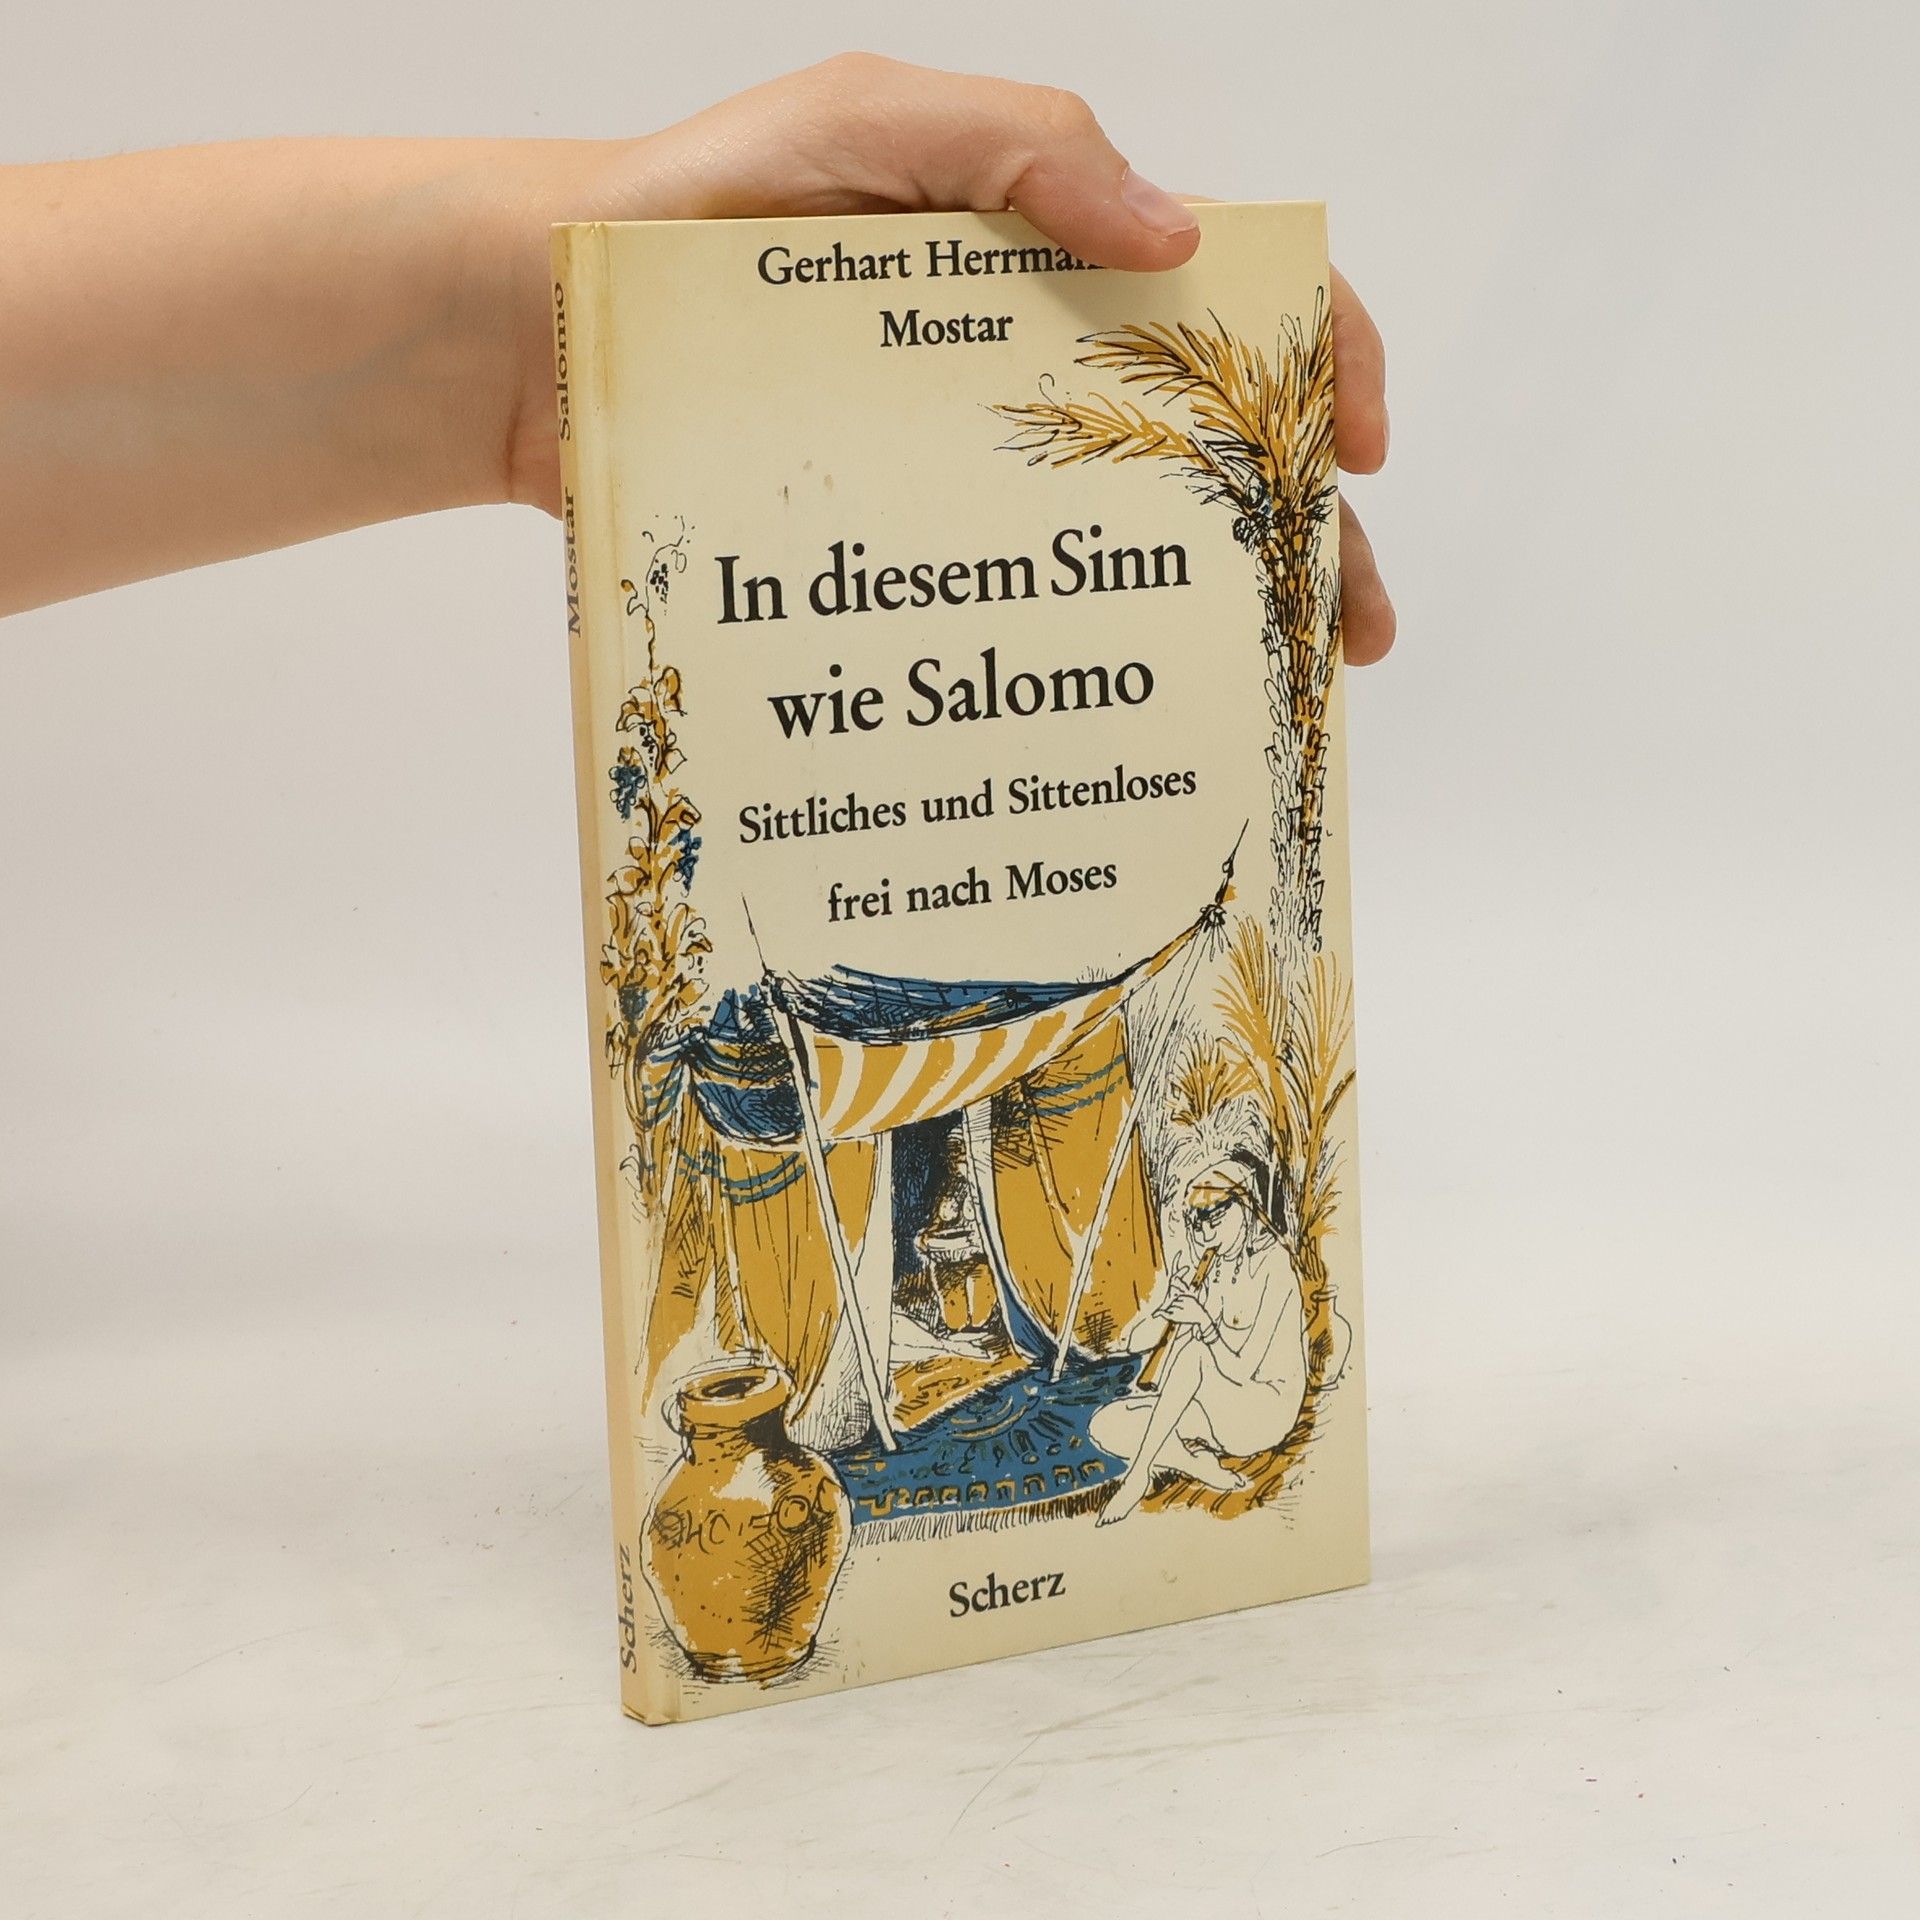 Gerhart Herrmann
Mostar
In diesem Sinn
wie Salomo
Sittliches und Sittenloses
frei nach Moses
Scherz
Mostar Salomo
Scherz